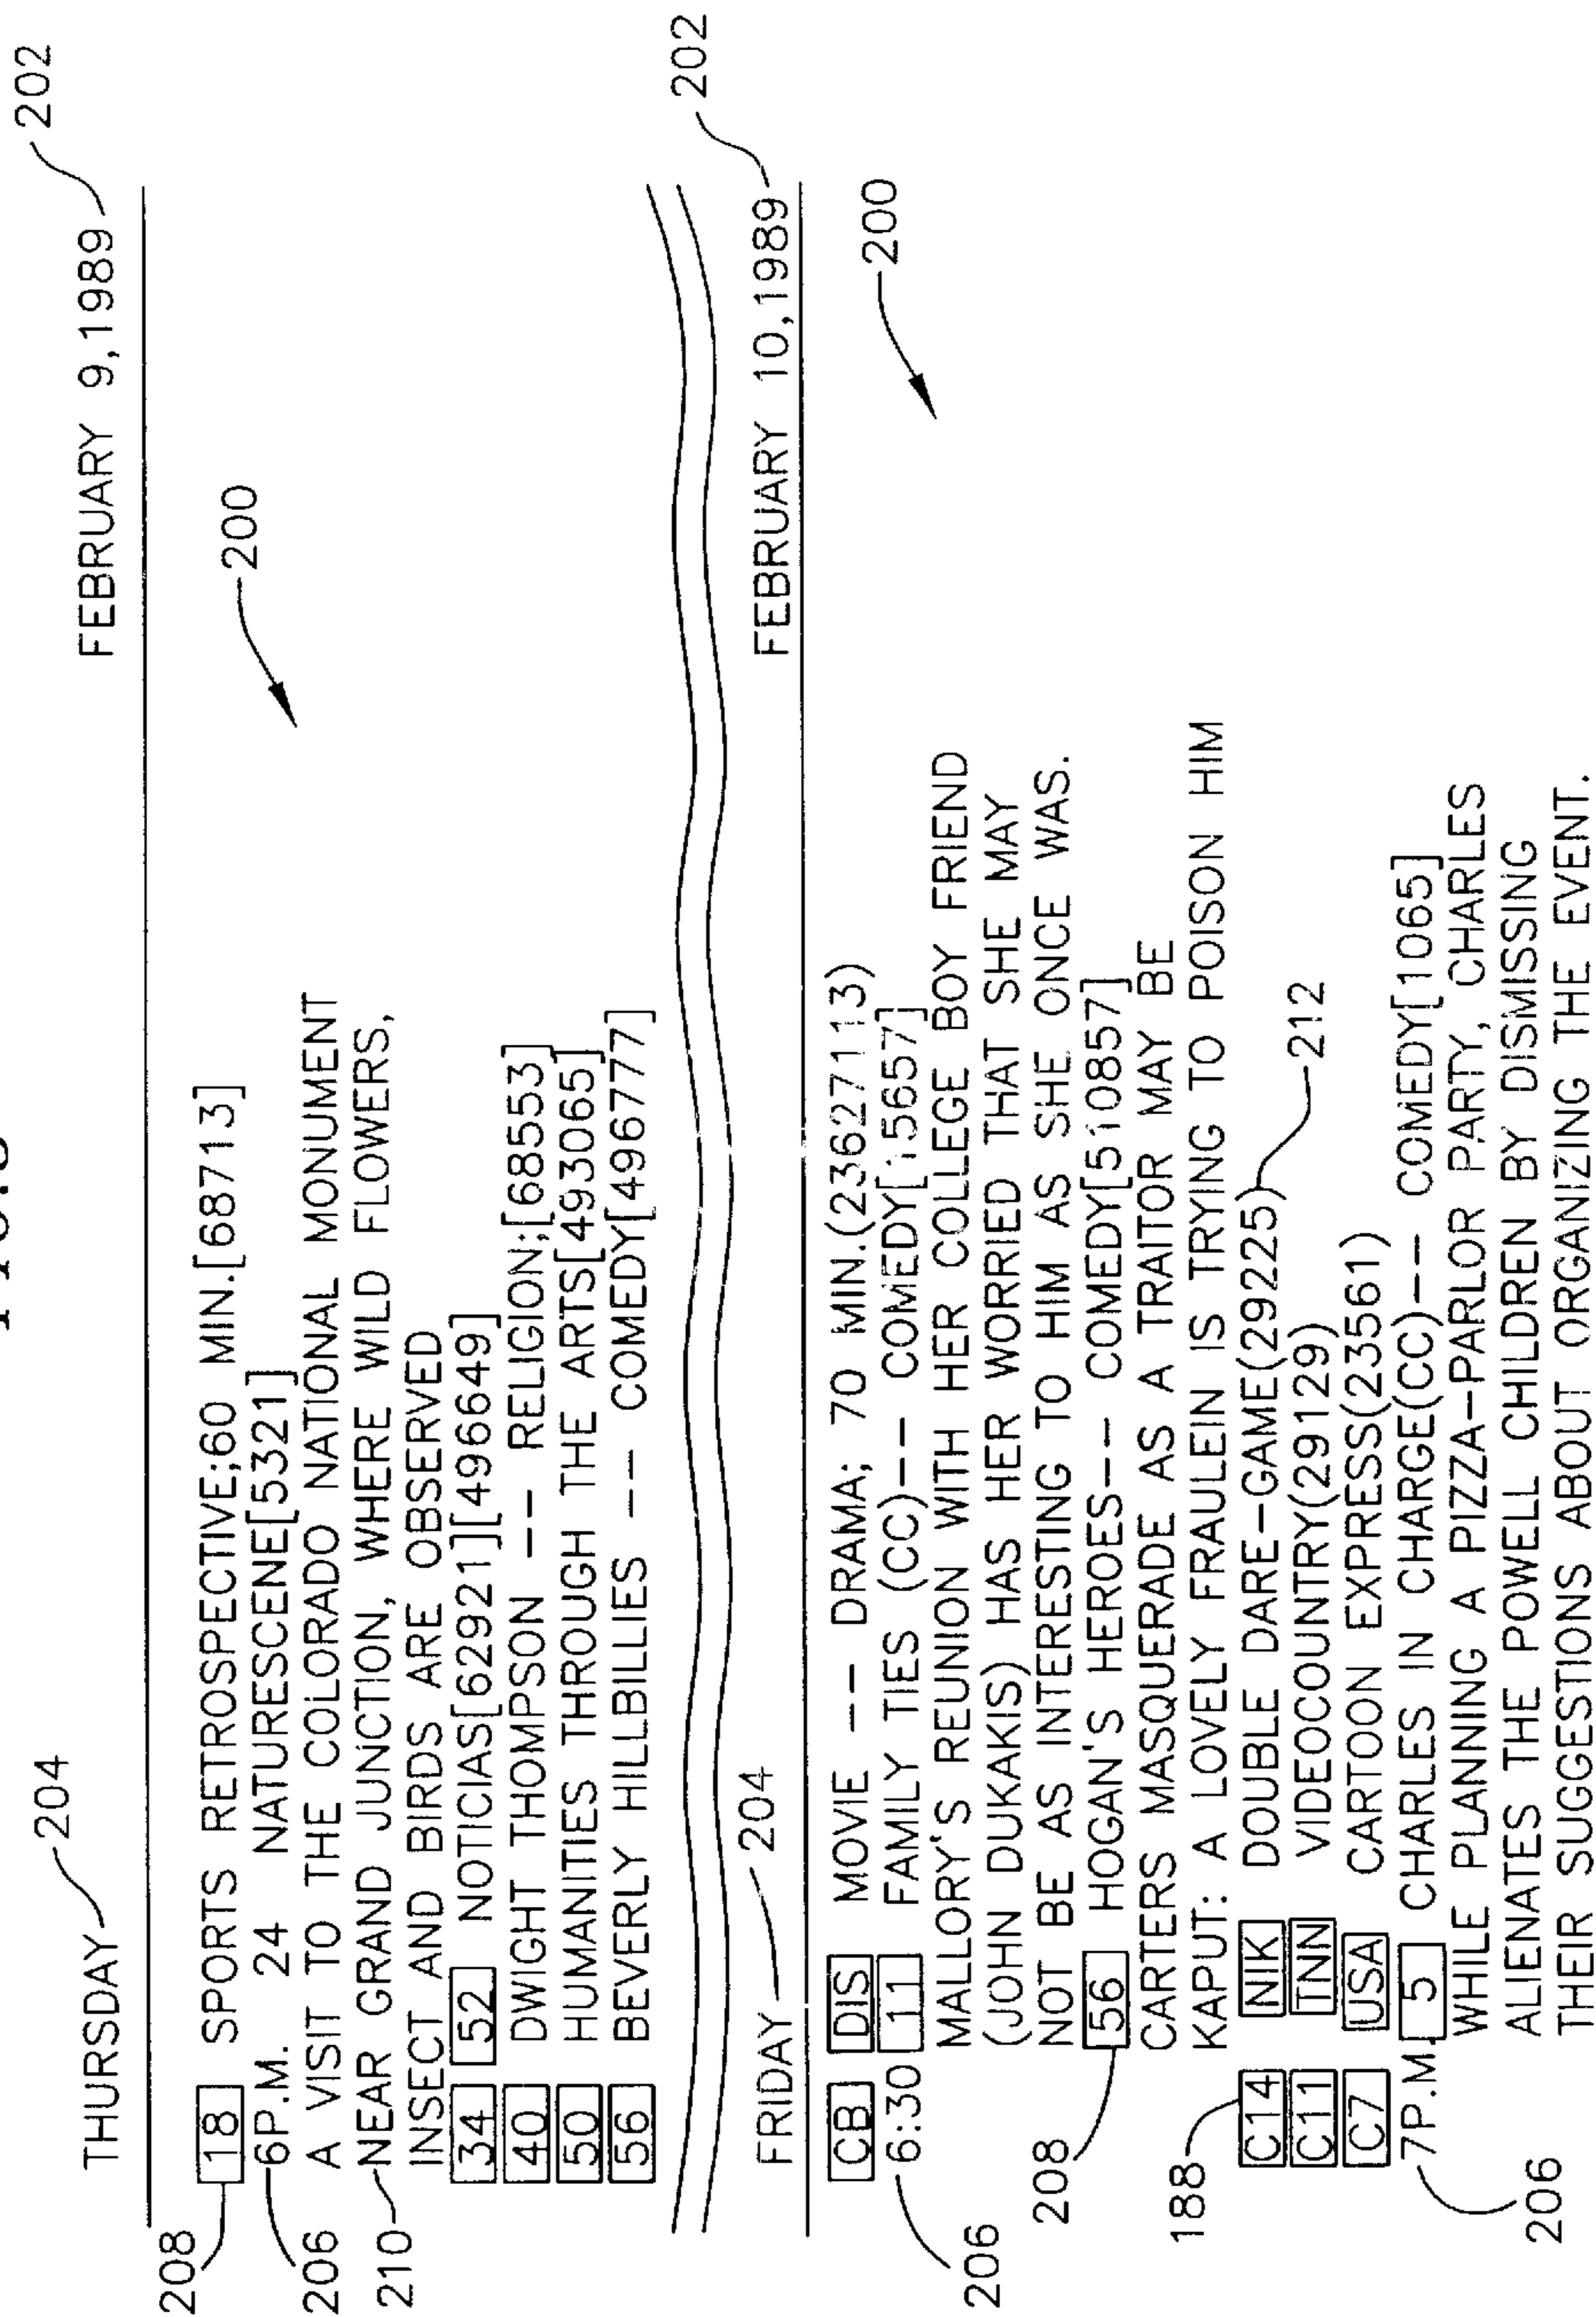 202
THURSDAY 204 FEBRUARY 9,1989
200
208 18 SPORTS RETROSPECTIVE;60 MIN.[68713]
206 6P.M. 24 NATURESCENE[5321]
A VISIT TO THE COLORADO NATIONAL MONUMENT
210 NEAR GRAND JUNCTION, WHERE WILD FLOWERS,
INSECT AND BIRDS ARE OBSERVED
34 52 NOTICIAS[62921][496649]
40 DWIGHT THOMPSON -- RELIGION;[68553]
50 HUMANITIES THROUGH THE ARTS[493065]
56 BEVERLY HILLBILLIES -- COMEDY[496777]
202
FRIDAY 204 FEBRUARY 10,1989
200
CB DIS MOVIE -- DRAMA; 70 MIN.(23627113)
206 6:30 11 FAMILY TIES (CC)-- COMEDY[15657]
MALLORY'S REUNION WITH HER COLLEGE BOY FRIEND
(JOHN DUKAKIS) HAS HER WORRIED THAT SHE MAY
NOT BE AS INTERESTING TO HIM AS SHE ONCE WAS.
208 56 HOGAN'S HEROES-- COMEDY[510857]
CARTERS MASQUERADE AS A TRAITOR MAY BE
KAPUT: A LOVELY FRAULEIN IS TRYING TO POISON HIM
188 C14 NIK DOUBLE DARE-GAME(29225) 212
C11 TNN VIDEOCOUNTRY(29129)
C7 USA CARTOON EXPRESS(23561)
206 7P.M. 5 CHARLES IN CHARGE(CC)-- COMEDY[1065]
WHILE PLANNING A PIZZA-PARLOR PARTY, CHARLES
ALIENATES THE POWELL CHILDREN BY DISMISSING
THEIR SUGGESTIONS ABOUT ORGANIZING THE EVENT.